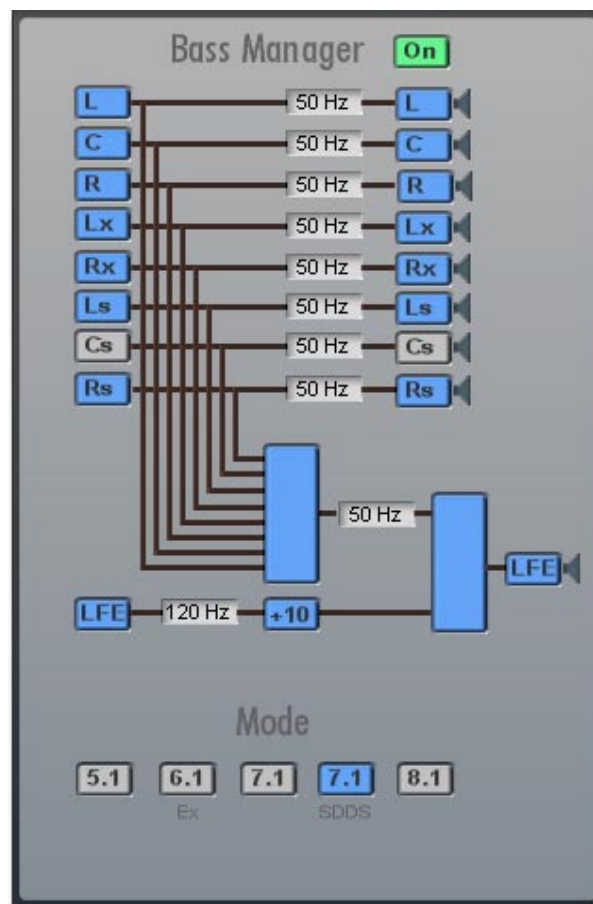 Bass Manager On
L 50 Hz L
C 50 Hz C
R 50 Hz R
Lx 50 Hz Lx
Rx 50 Hz Rx
Ls 50 Hz Ls
Cs 50 Hz Cs
Rs 50 Hz Rs
50 Hz
LFE
LFE 120 Hz +10
Mode
5.1 6.1 7.1 7.1 8.1
Ex SDDS